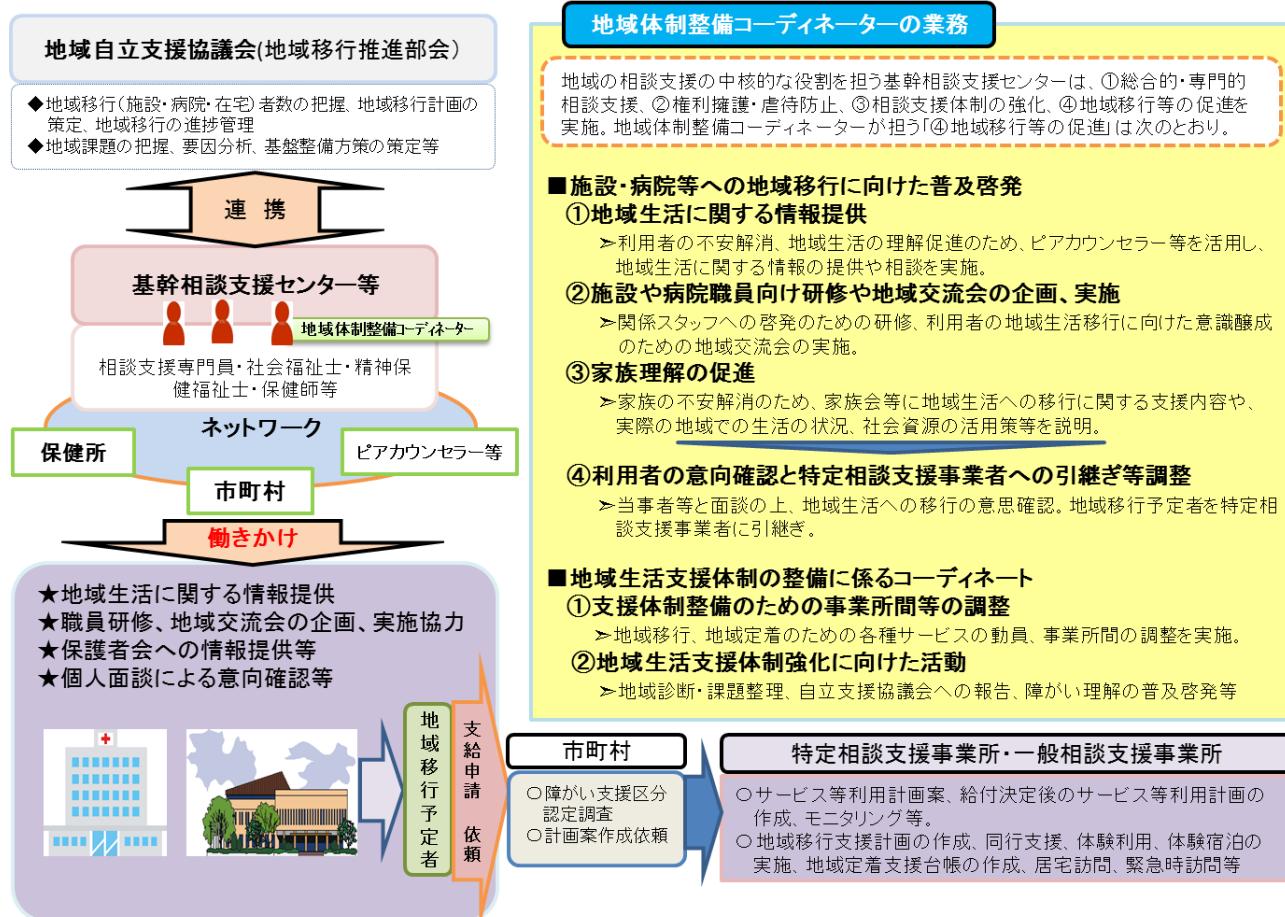 地域自立支援協議会(地域移行推進部会)
◆地域移行(施設・病院・在宅)者数の把握、地域移行計画の
策定、地域移行の進捗管理
◆地域課題の把握、要因分析、基盤整備方策の策定等
連 携
基幹相談支援センター等
地域体制整備コーディネーター
相談支援専門員・社会福祉士・精神保
健福祉士・保健師等
ネットワーク
保健所
ピアカウンセラー等
市町村
働きかけ
★地域生活に関する情報提供
★職員研修、地域交流会の企画、実施協力
★保護者会への情報提供等
★個人面談による意向確認等
地域移行予定者
支給申請 依頼
地域体制整備コーディネーターの業務
地域の相談支援の中核的な役割を担う基幹相談支援センターは、①総合的・専門的
相談支援、②権利擁護・虐待防止、③相談支援体制の強化、④地域移行等の促進を
実施。地域体制整備コーディネーターが担う「④地域移行等の促進」は次のとおり。
■施設・病院等への地域移行に向けた普及啓発
①地域生活に関する情報提供
➢利用者の不安解消、地域生活の理解促進のため、ピアカウンセラー等を活用し、
地域生活に関する情報の提供や相談を実施。
②施設や病院職員向け研修や地域交流会の企画、実施
➢関係スタッフへの啓発のための研修、利用者の地域生活移行に向けた意識醸成
のための地域交流会の実施。
③家族理解の促進
➢家族の不安解消のため、家族会等に地域生活への移行に関する支援内容や、
実際の地域での生活の状況、社会資源の活用策等を説明。
④利用者の意向確認と特定相談支援事業者への引継ぎ等調整
➢当事者等と面談の上、地域生活への移行の意思確認。地域移行予定者を特定相
談支援事業者に引継ぎ。
■地域生活支援体制の整備に係るコーディネート
①支援体制整備のための事業所間等の調整
➢地域移行、地域定着のための各種サービスの動員、事業所間の調整を実施。
②地域生活支援体制強化に向けた活動
➢地域診断・課題整理、自立支援協議会への報告、障がい理解の普及啓発等
市町村
○障がい支援区分
認定調査
○計画案作成依頼
特定相談支援事業所・一般相談支援事業所
○サービス等利用計画案、給付決定後のサービス等利用計画の
作成、モニタリング等。
○地域移行支援計画の作成、同行支援、体験利用、体験宿泊の
実施、地域定着支援台帳の作成、居宅訪問、緊急時訪問等